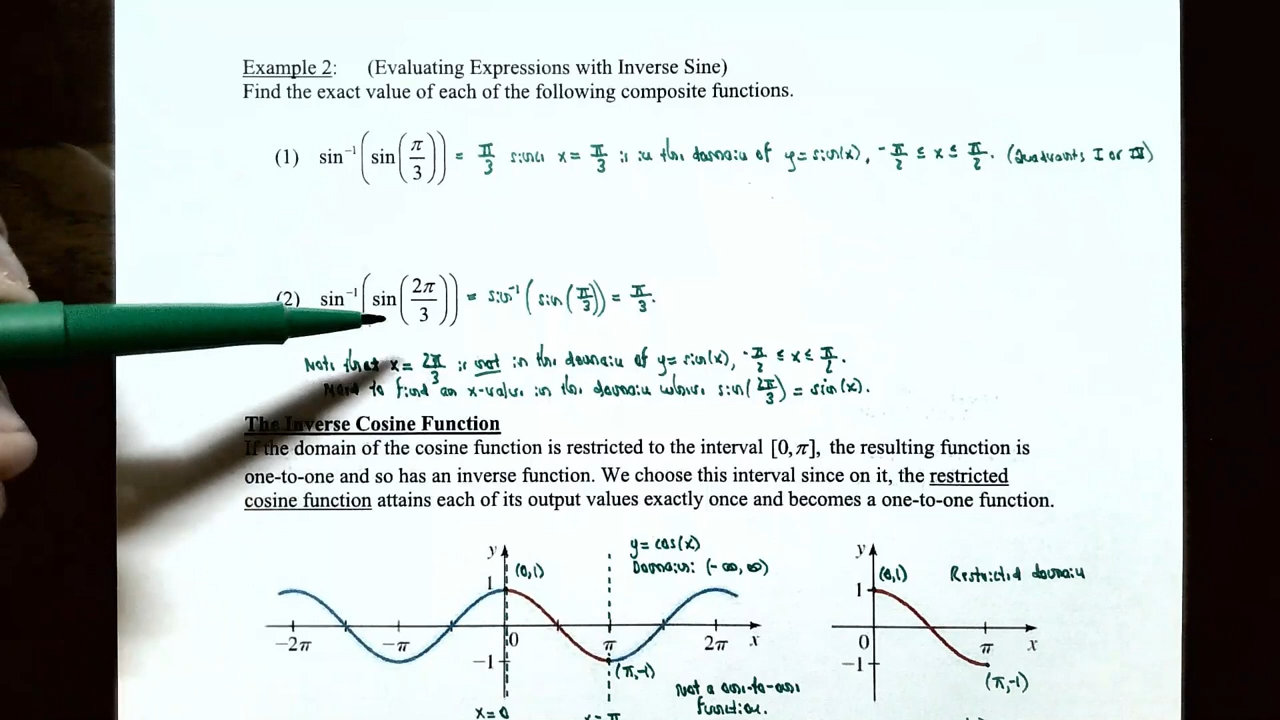 Example 2: (Evaluating Expressions with Inverse Sine)
Find the exact value of each of the following composite functions.
(1) sin⁻¹(sin(π/3)) = π/3 since x = π/3 is in the domain of y = sin(x), -π/2 ≤ x ≤ π/2. (Quadrants I or IV)
(2) sin⁻¹(sin(2π/3)) = sin⁻¹(sin(π/3)) = π/3.
Note that x = 2π/3 is not in the domain of y = sin(x), -π/2 ≤ x ≤ π/2.
Need to find an x-value in the domain where sin(2π/3) = sin(x).
The Inverse Cosine Function
If the domain of the cosine function is restricted to the interval [0, π], the resulting function is
one-to-one and so has an inverse function. We choose this interval since on it, the restricted
cosine function attains each of its output values exactly once and becomes a one-to-one function.
y
1
(0,1)
y = cos(x)
Domain: (-∞, ∞)
-2π
-π
0
π
2π
x
-1
(π,-1)
Not a one-to-one
function.
x = 0
x = π
y
1
(0,1)
Restricted domain
0
π
x
-1
(π,-1)